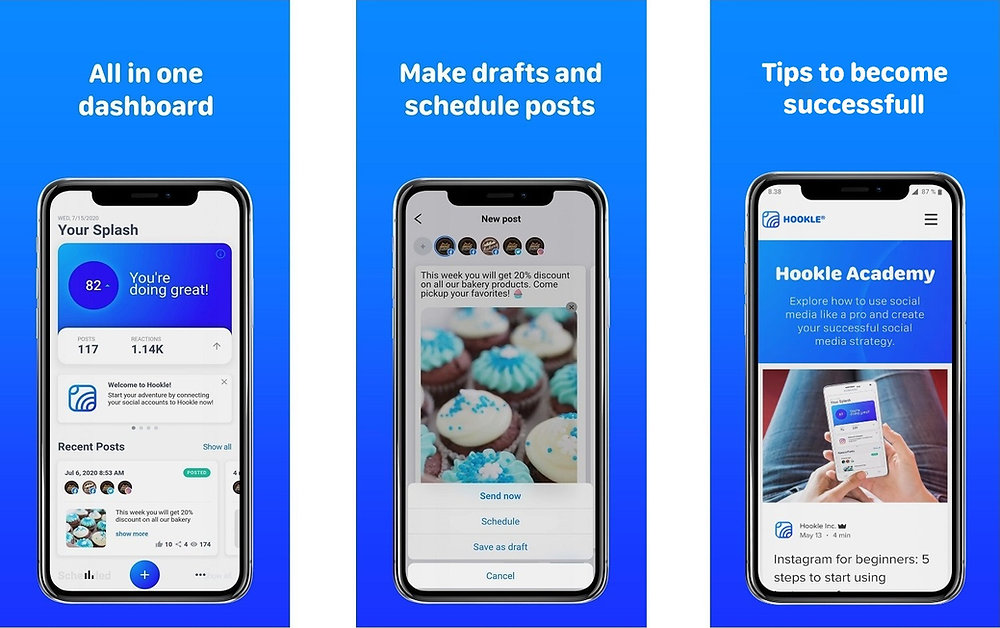 All in one
dashboard
WED, 7/15/2020
Your Splash
82
You're
doing great!
POSTS
117
REACTIONS
1.14K
Welcome to Hookle!
Start your adventure by connecting
your social accounts to Hookle now!
Recent Posts
Show all
Jul 6, 2020 8:53 AM
POSTED
4
This week you will get 20%
discount on all our bakery
show more
10
4
174
Make drafts and
schedule posts
New post
This week you will get 20% discount
on all our bakery products. Come
pickup your favorites!
Send now
Schedule
Save as draft
Cancel
Tips to become
successfull
8.38
87 %
HOOKLE®
Hookle Academy
Explore how to use social
media like a pro and create
your successful social
media strategy.
Your Splash
Hookle Inc.
May 13 • 4 min
Instagram for beginners: 5
steps to start using